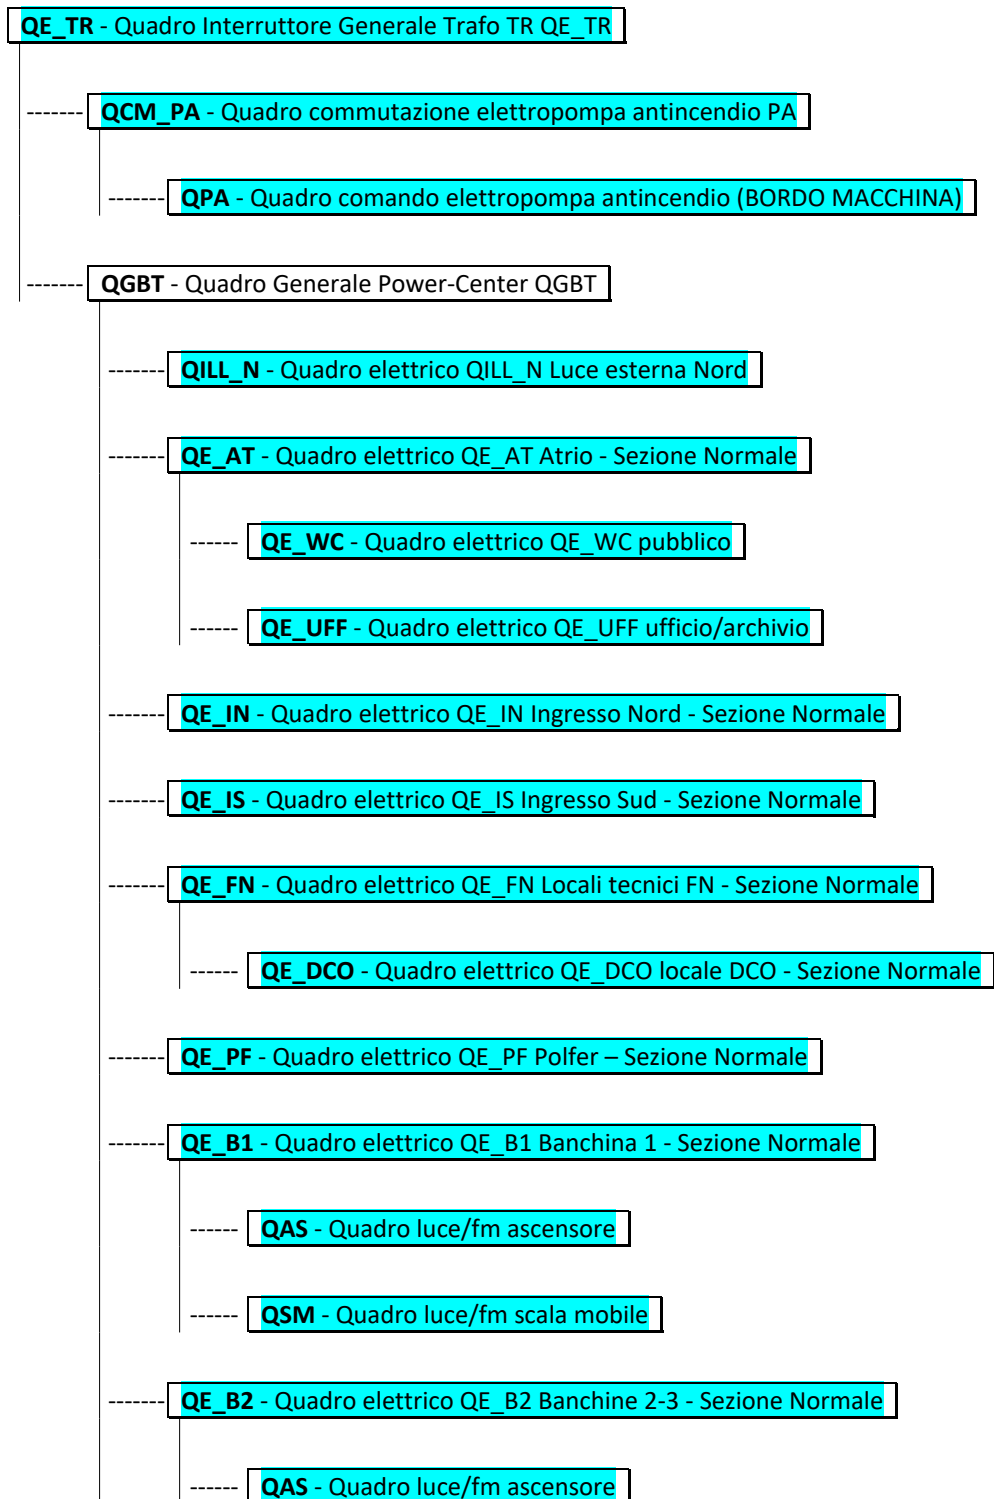 QE_TR - Quadro Interruttore Generale Trafo TR QE_TR
------- QCM_PA - Quadro commutazione elettropompa antincendio PA
------- QPA - Quadro comando elettropompa antincendio (BORDO MACCHINA)
------- QGBT - Quadro Generale Power-Center QGBT
------- QILL_N - Quadro elettrico QILL_N Luce esterna Nord
------- QE_AT - Quadro elettrico QE_AT Atrio - Sezione Normale
------ QE_WC - Quadro elettrico QE_WC pubblico
------ QE_UFF - Quadro elettrico QE_UFF ufficio/archivio
------- QE_IN - Quadro elettrico QE_IN Ingresso Nord - Sezione Normale
------- QE_IS - Quadro elettrico QE_IS Ingresso Sud - Sezione Normale
------- QE_FN - Quadro elettrico QE_FN Locali tecnici FN - Sezione Normale
------ QE_DCO - Quadro elettrico QE_DCO locale DCO - Sezione Normale
------- QE_PF - Quadro elettrico QE_PF Polfer – Sezione Normale
------- QE_B1 - Quadro elettrico QE_B1 Banchina 1 - Sezione Normale
------ QAS - Quadro luce/fm ascensore
------ QSM - Quadro luce/fm scala mobile
------- QE_B2 - Quadro elettrico QE_B2 Banchine 2-3 - Sezione Normale
------ QAS - Quadro luce/fm ascensore